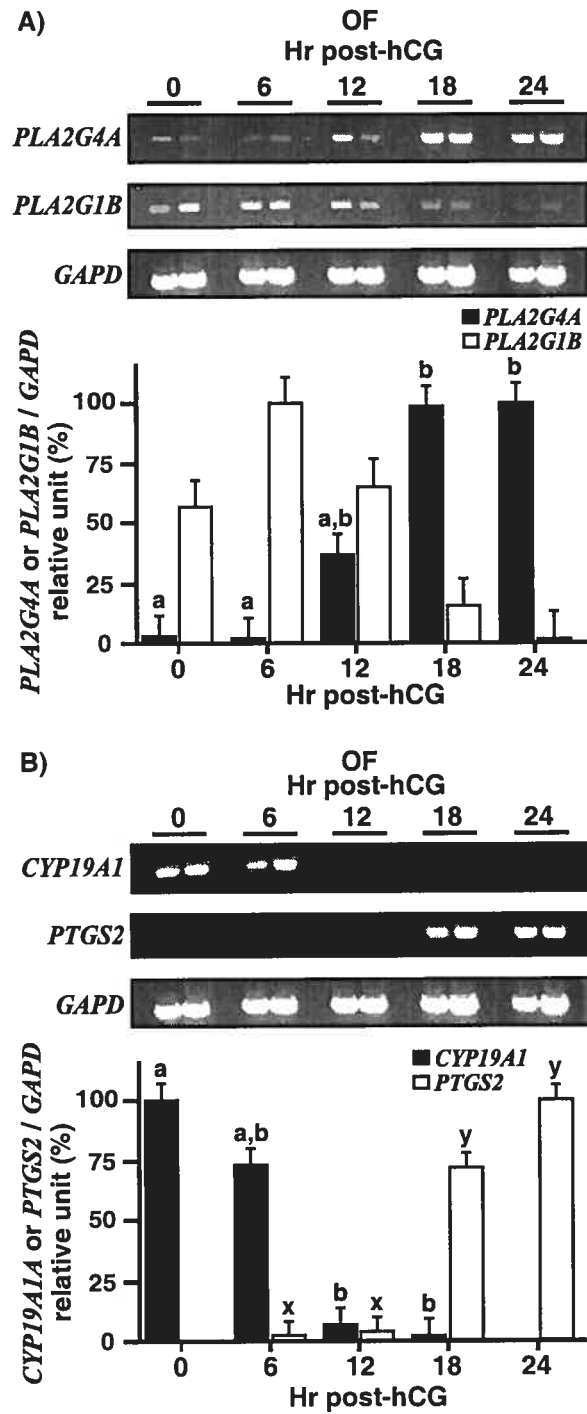 A)
OF
Hr post-hCG
0 6 12 18 24
PLA2G4A
PLA2G1B
GAPD
PLA2G4A
PLA2G1B
PLA2G4A or PLA2G1B / GAPD
relative unit (%)
100
75
50
25
0
a a a,b b b
0 6 12 18 24
Hr post-hCG
B)
OF
Hr post-hCG
0 6 12 18 24
CYP19A1
PTGS2
GAPD
CYP19A1
PTGS2
CYP19A1A or PTGS2 / GAPD
relative unit (%)
100
75
50
25
0
a a,b x b x b y y
0 6 12 18 24
Hr post-hCG